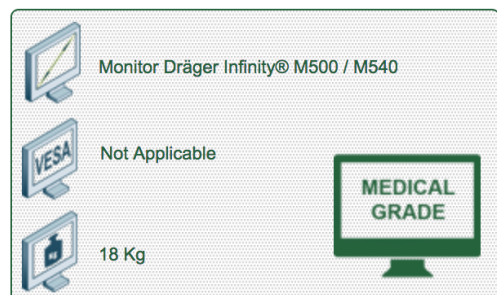 Monitor Dräger Infinity® M500 / M540
VESA
Not Applicable
MEDICAL
GRADE
18 Kg